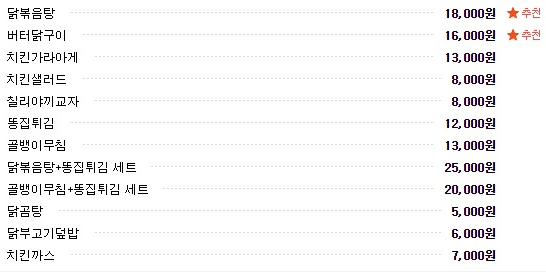 닭볶음탕 18,000원 ★ 추천
버터닭구이 16,000원 ★ 추천
치킨가라아게 13,000원
치킨샐러드 8,000원
칠리야끼교자 8,000원
똥집튀김 12,000원
골뱅이무침 13,000원
닭볶음탕+똥집튀김 세트 25,000원
골뱅이무침+똥집튀김 세트 20,000원
닭곰탕 5,000원
닭부고기덮밥 6,000원
치킨까스 7,000원